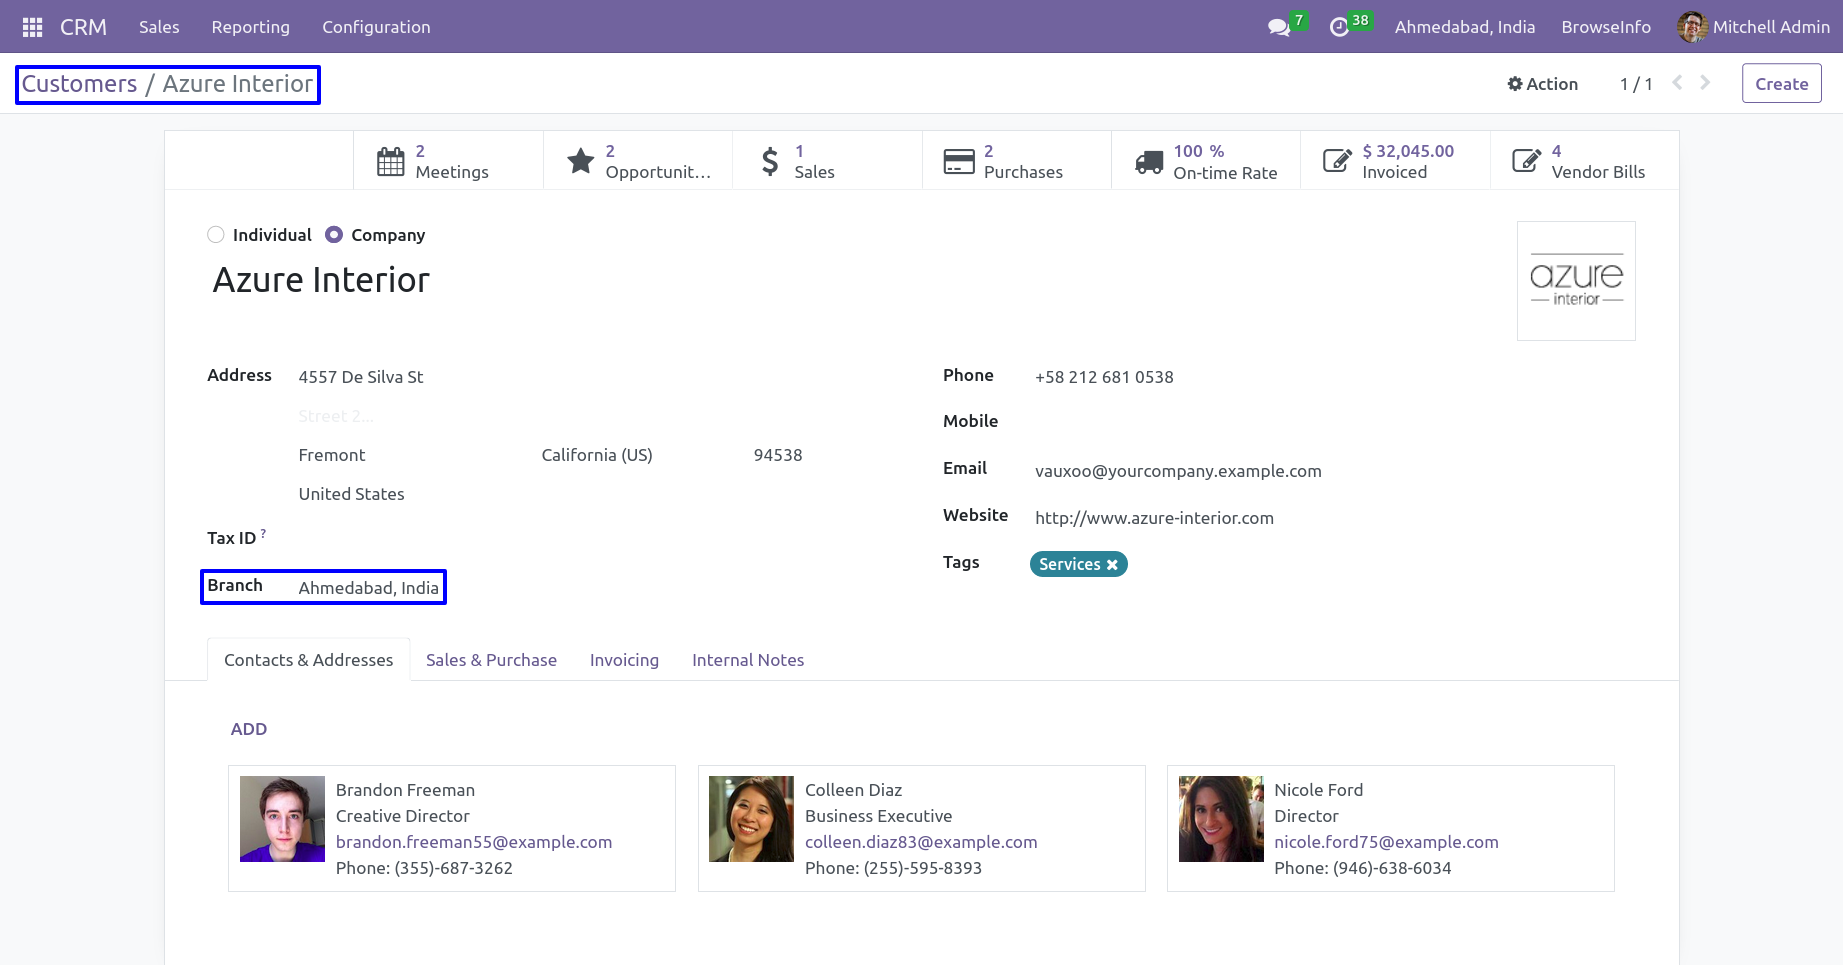 CRM Sales Reporting Configuration 7 38 Ahmedabad, India BrowseInfo Mitchell Admin
Customers / Azure Interior Action 1 / 1 Create
2 Meetings
2 Opportunit...
1 Sales
2 Purchases
100 % On-time Rate
$ 32,045.00 Invoiced
4 Vendor Bills
Individual Company
Azure Interior
azure
interior
Address 4557 De Silva St
Street 2...
Fremont California (US) 94538
United States
Tax ID ?
Branch Ahmedabad, India
Phone +58 212 681 0538
Mobile
Email vauxoo@yourcompany.example.com
Website http://www.azure-interior.com
Tags Services
Contacts & Addresses Sales & Purchase Invoicing Internal Notes
ADD
Brandon Freeman
Creative Director
brandon.freeman55@example.com
Phone: (355)-687-3262
Colleen Diaz
Business Executive
colleen.diaz83@example.com
Phone: (255)-595-8393
Nicole Ford
Director
nicole.ford75@example.com
Phone: (946)-638-6034